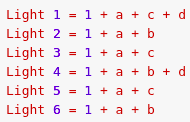 Light 1 = 1 + a + c + d
Light 2 = 1 + a + b
Light 3 = 1 + a + c
Light 4 = 1 + a + b + d
Light 5 = 1 + a + c
Light 6 = 1 + a + b